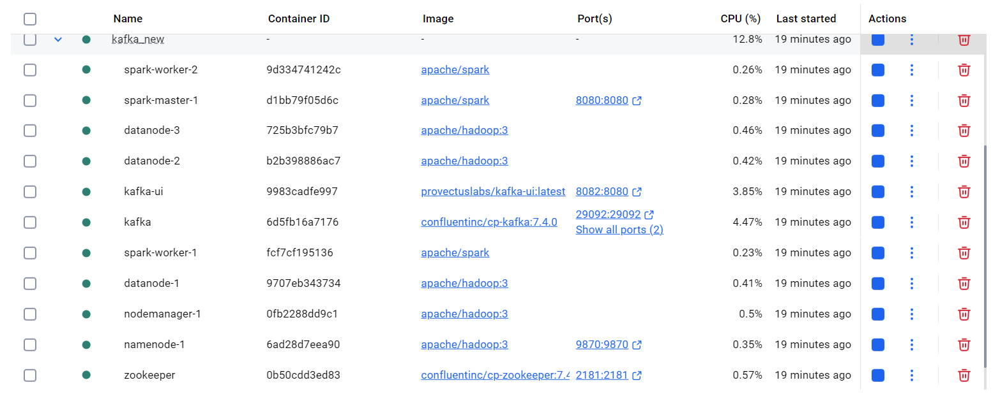 Name Container ID Image Port(s) CPU (%) Last started Actions
kafka_new - - - 12.8% 19 minutes ago
spark-worker-2 9d334741242c apache/spark 0.26% 19 minutes ago
spark-master-1 d1bb79f05d6c apache/spark 8080:8080 0.28% 19 minutes ago
datanode-3 725b3bfc79b7 apache/hadoop:3 0.46% 19 minutes ago
datanode-2 b2b398886ac7 apache/hadoop:3 0.42% 19 minutes ago
kafka-ui 9983cadfe997 provectuslabs/kafka-ui:latest 8082:8080 3.85% 19 minutes ago
kafka 6d5fb16a7176 confluentinc/cp-kafka:7.4.0 29092:29092 4.47% 19 minutes ago
Show all ports (2)
spark-worker-1 fcf7cf195136 apache/spark 0.23% 19 minutes ago
datanode-1 9707eb343734 apache/hadoop:3 0.41% 19 minutes ago
nodemanager-1 0fb2288dd9c1 apache/hadoop:3 0.5% 19 minutes ago
namenode-1 6ad28d7eea90 apache/hadoop:3 9870:9870 0.35% 19 minutes ago
zookeeper 0b50cdd3ed83 confluentinc/cp-zookeeper:7.4 2181:2181 0.57% 19 minutes ago